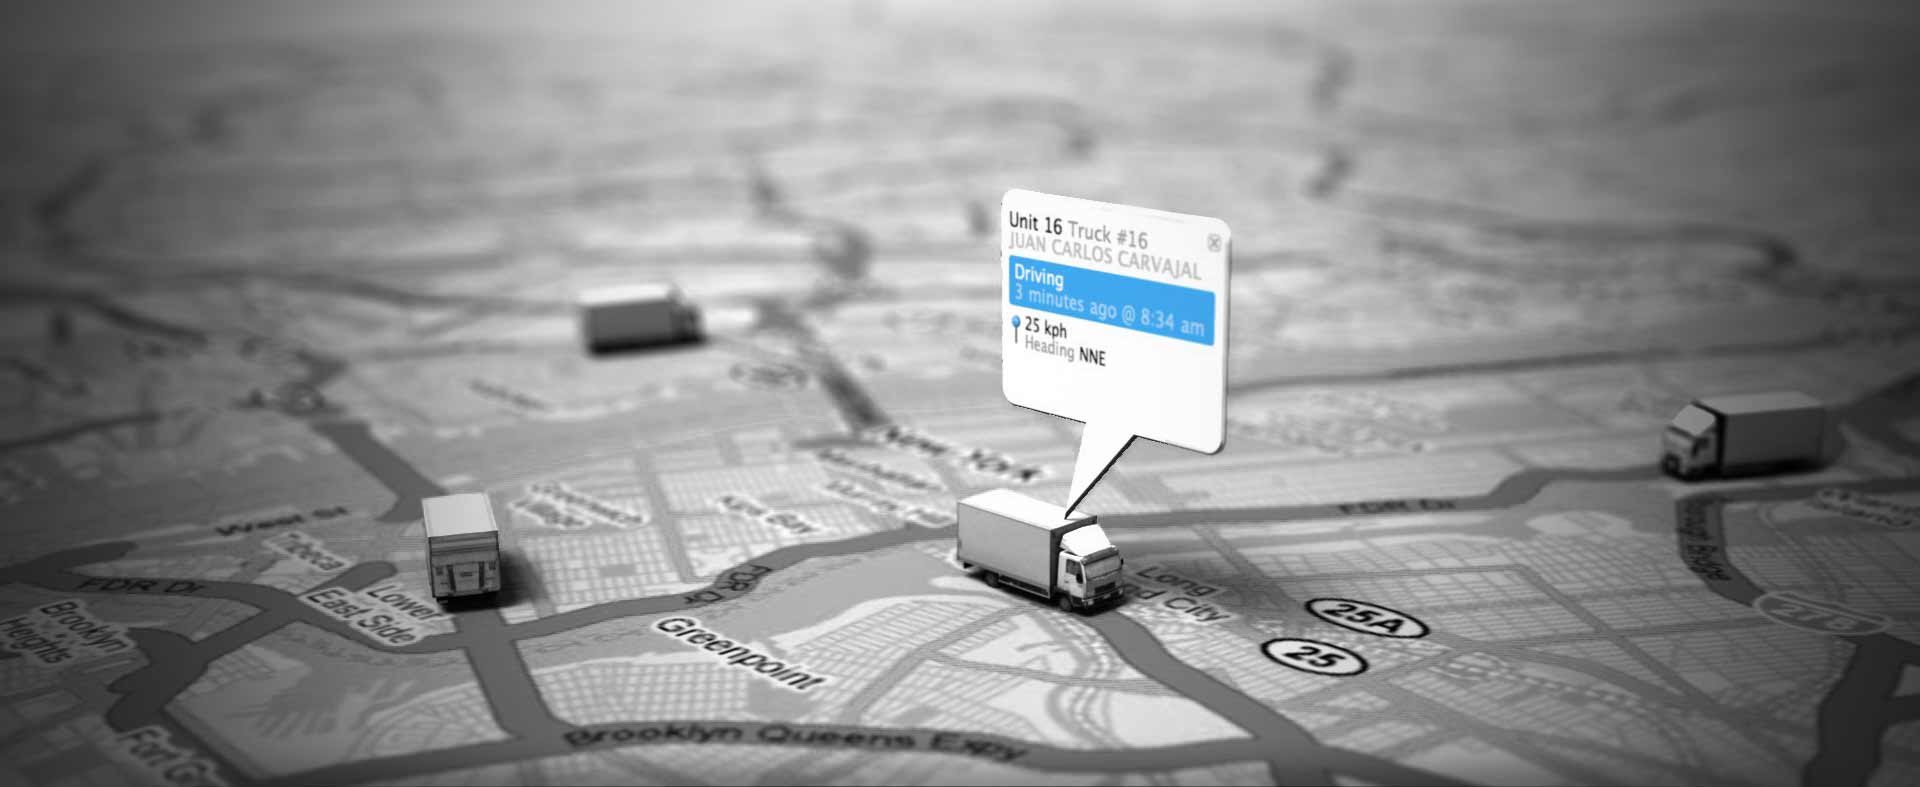 Unit 16 Truck #16
JUAN CARLOS CARVAJAL
Driving
3 minutes ago @ 8:34 am
25 kph
Heading NNE
New York
West St
Tribeca
FDR Dr
Lower
East Side
Brooklyn
Heights
FDR Dr
FDR Dr
Long
d City
25A
25
278
Greenpoint
Brooklyn Queens Expy
Fort G